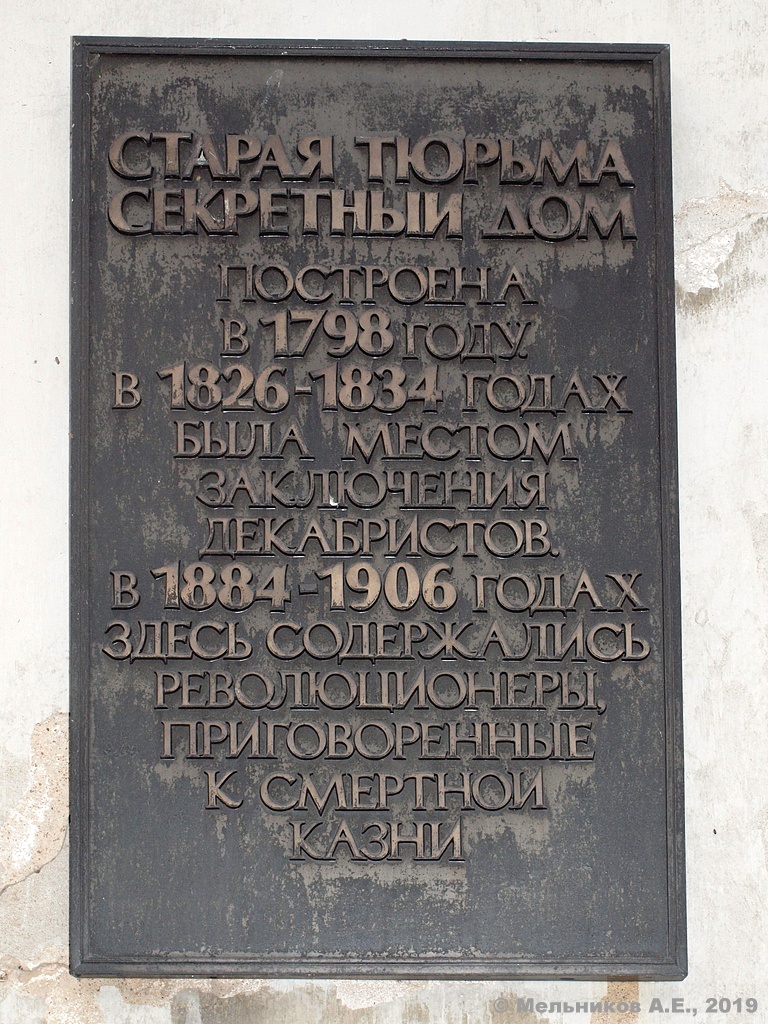 СТАРАЯ ТЮРЬМА
СЕКРЕТНЫЙ ДОМ
ПОСТРОЕНА
В 1798 ГОДУ.
В 1826-1834 ГОДАХ
БЫЛА МЕСТОМ
ЗАКЛЮЧЕНИЯ
ДЕКАБРИСТОВ.
В 1884-1906 ГОДАХ
ЗДЕСЬ СОДЕРЖАЛИСЬ
РЕВОЛЮЦИОНЕРЫ,
ПРИГОВОРЕННЫЕ
К СМЕРТНОЙ
КАЗНИ
© Мельников А.Е., 2019